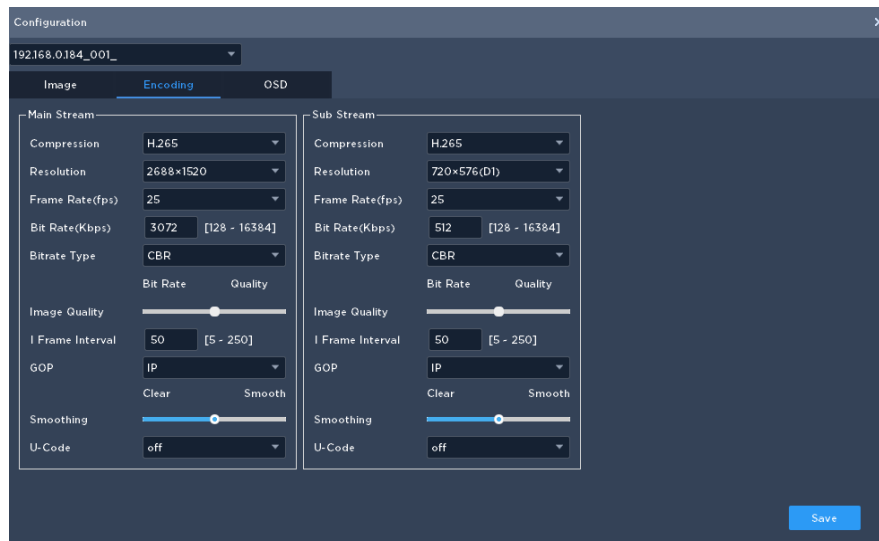 Configuration
192.168.0.184_001_
Image Encoding OSD
Main Stream
Compression H.265
Resolution 2688×1520
Frame Rate(fps) 25
Bit Rate(Kbps) 3072 [128 - 16384]
Bitrate Type CBR
Bit Rate Quality
Image Quality
I Frame Interval 50 [5 - 250]
GOP IP
Clear Smooth
Smoothing
U-Code off
Sub Stream
Compression H.265
Resolution 720×576(D1)
Frame Rate(fps) 25
Bit Rate(Kbps) 512 [128 - 16384]
Bitrate Type CBR
Bit Rate Quality
Image Quality
I Frame Interval 50 [5 - 250]
GOP IP
Clear Smooth
Smoothing
U-Code off
Save